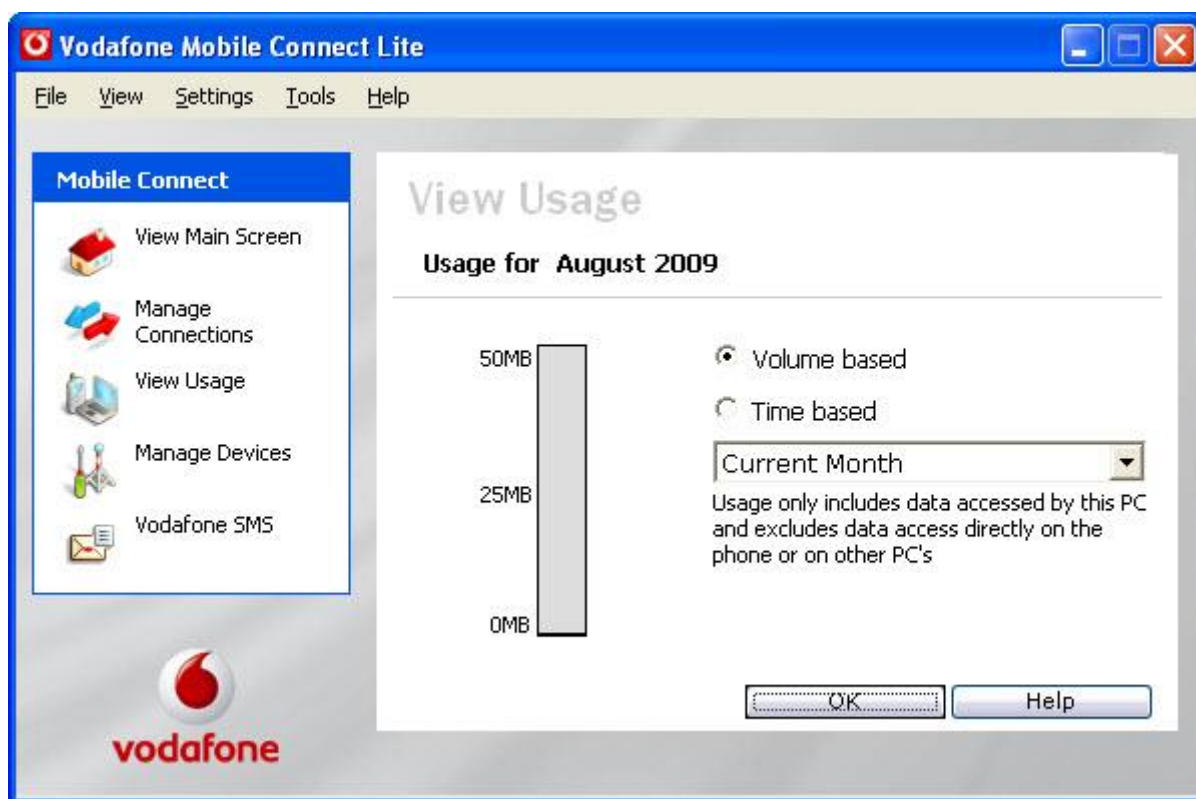 Vodafone Mobile Connect Lite
File View Settings Tools Help
Mobile Connect
View Main Screen
Manage
Connections
View Usage
Manage Devices
Vodafone SMS
vodafone
View Usage
Usage for August 2009
50MB
25MB
0MB
Volume based
Time based
Current Month
Usage only includes data accessed by this PC
and excludes data access directly on the
phone or on other PC's
OK Help